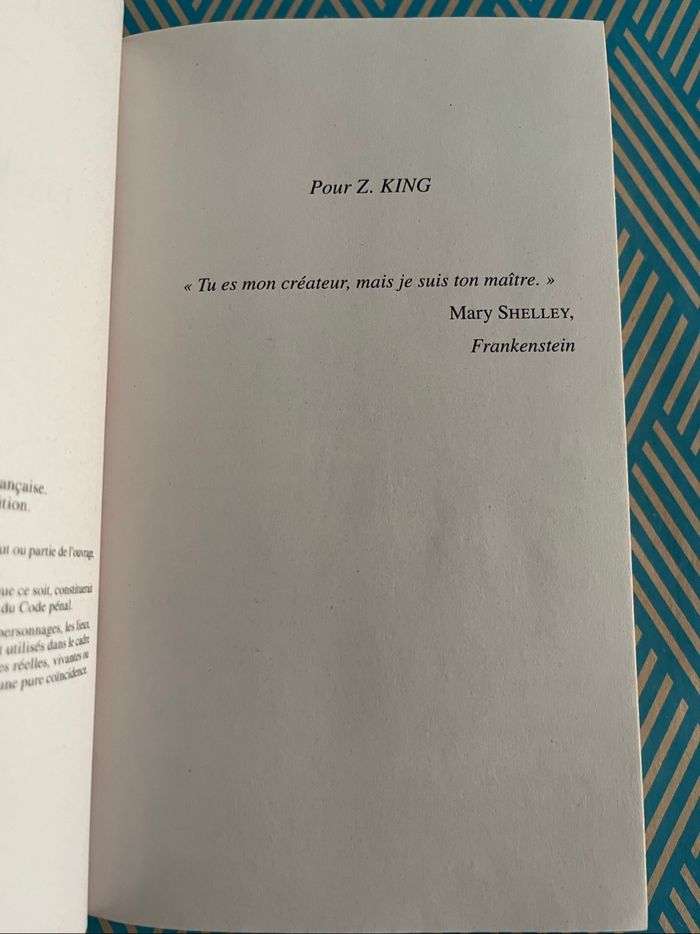 ançaise.
ition.
ut ou partie de l'ouvrage
ue ce soit, constituerait
du Code pénal.
personnages, les lieux,
t utilisés dans le cadre
es réelles, vivantes ou
une pure coïncidence.
Pour Z. KING
« Tu es mon créateur, mais je suis ton maître. »
Mary SHELLEY,
Frankenstein